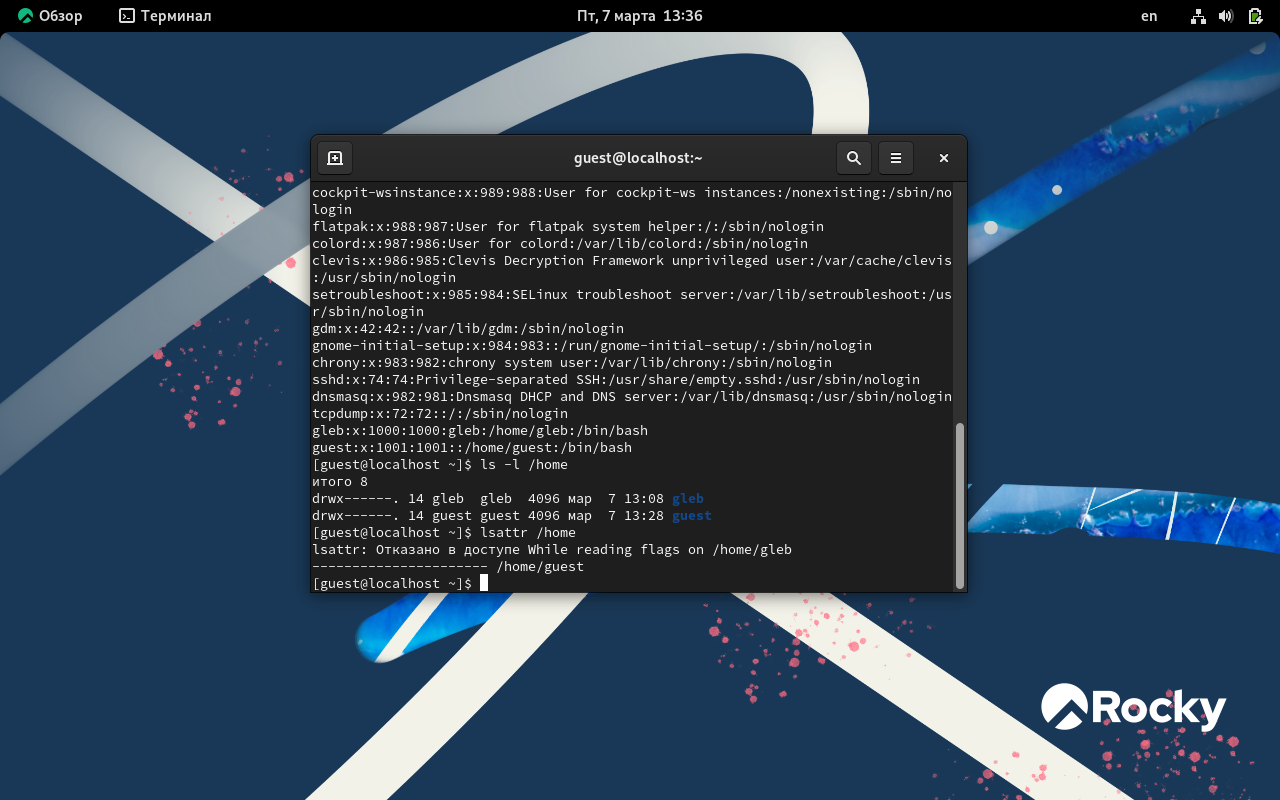 Обзор Терминал Пт, 7 марта 13:36 en
guest@localhost:~
cockpit-wsinstance:x:989:988:User for cockpit-ws instances:/nonexisting:/sbin/no
login
flatpak:x:988:987:User for flatpak system helper:/:/sbin/nologin
colord:x:987:986:User for colord:/var/lib/colord:/sbin/nologin
clevis:x:986:985:Clevis Decryption Framework unprivileged user:/var/cache/clevis
:/usr/sbin/nologin
setroubleshoot:x:985:984:SELinux troubleshoot server:/var/lib/setroubleshoot:/us
r/sbin/nologin
gdm:x:42:42::/var/lib/gdm:/sbin/nologin
gnome-initial-setup:x:984:983::/run/gnome-initial-setup/:/sbin/nologin
chrony:x:983:982:chrony system user:/var/lib/chrony:/sbin/nologin
sshd:x:74:74:Privilege-separated SSH:/usr/share/empty.sshd:/usr/sbin/nologin
dnsmasq:x:982:981:Dnsmasq DHCP and DNS server:/var/lib/dnsmasq:/usr/sbin/nologin
tcpdump:x:72:72::/:/sbin/nologin
gleb:x:1000:1000:gleb:/home/gleb:/bin/bash
guest:x:1001:1001::/home/guest:/bin/bash
[guest@localhost ~]$ ls -l /home
итого 8
drwx------. 14 gleb  gleb  4096 мар  7 13:08 gleb
drwx------. 14 guest guest 4096 мар  7 13:28 guest
[guest@localhost ~]$ lsattr /home
lsattr: Отказано в доступе While reading flags on /home/gleb
---------------------- /home/guest
[guest@localhost ~]$
Rocky